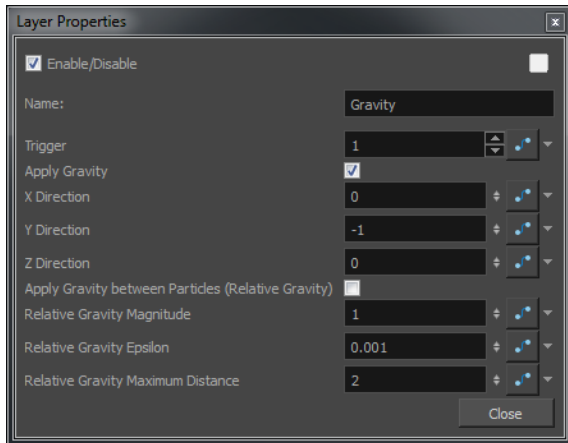 Layer Properties
Enable/Disable
Name: Gravity
Trigger 1
Apply Gravity
X Direction 0
Y Direction -1
Z Direction 0
Apply Gravity between Particles (Relative Gravity)
Relative Gravity Magnitude 1
Relative Gravity Epsilon 0.001
Relative Gravity Maximum Distance 2
Close